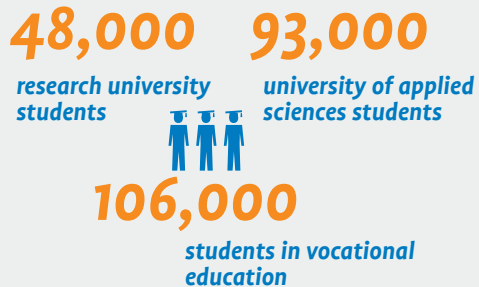 48,000
research university
students
93,000
university of applied
sciences students
106,000
students in vocational
education